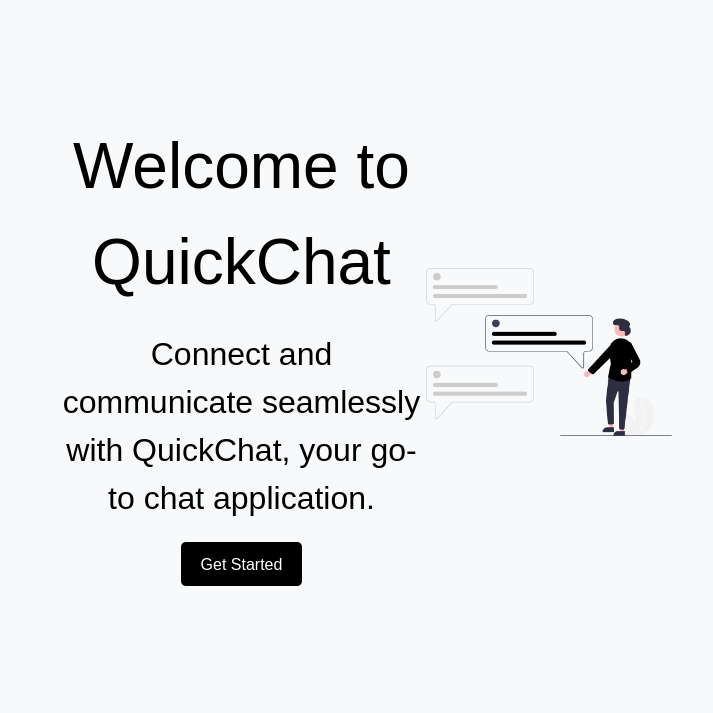 Welcome to
QuickChat
Connect and
communicate seamlessly
with QuickChat, your go-
to chat application.
Get Started